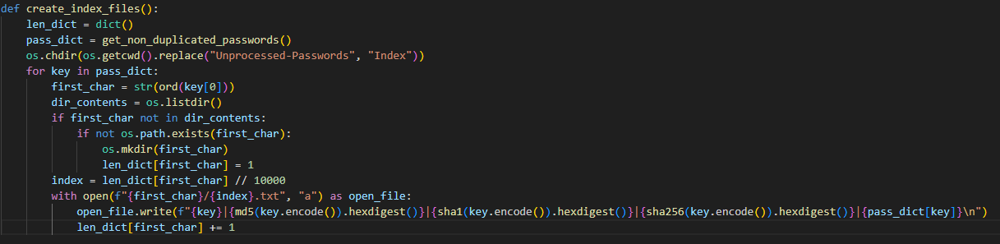 def create_index_files():
    len_dict = dict()
    pass_dict = get_non_duplicated_passwords()
    os.chdir(os.getcwd().replace("Unprocessed-Passwords", "Index"))
    for key in pass_dict:
        first_char = str(ord(key[0]))
        dir_contents = os.listdir()
        if first_char not in dir_contents:
            if not os.path.exists(first_char):
                os.mkdir(first_char)
                len_dict[first_char] = 1
        index = len_dict[first_char] // 10000
        with open(f"{first_char}/{index}.txt", "a") as open_file:
            open_file.write(f"{key}|{md5(key.encode()).hexdigest()}|{sha1(key.encode()).hexdigest()}|{sha256(key.encode()).hexdigest()}|{pass_dict[key]}\n")
            len_dict[first_char] += 1